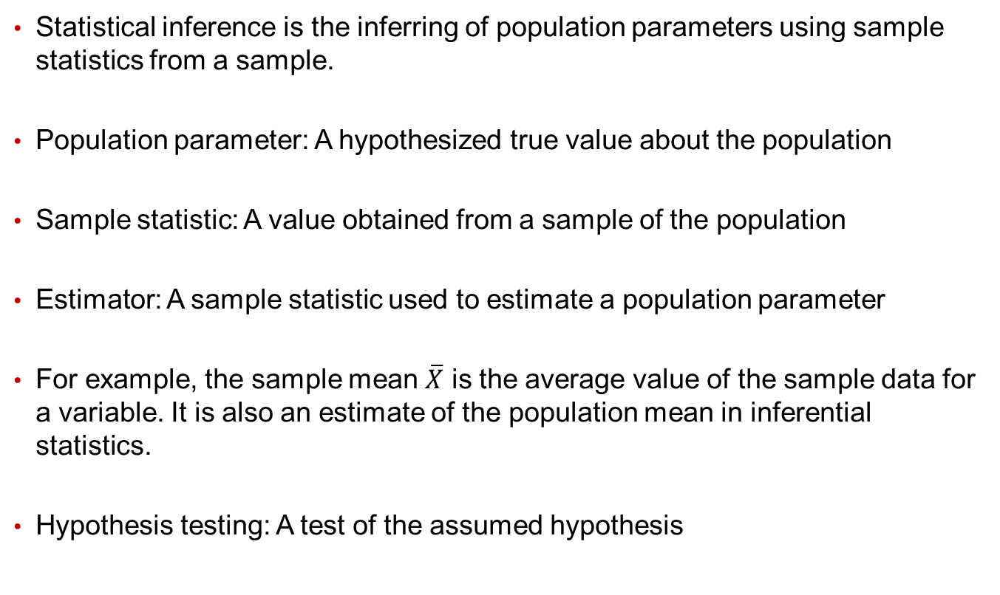 • Statistical inference is the inferring of population parameters using sample
statistics from a sample.
• Population parameter: A hypothesized true value about the population
• Sample statistic: A value obtained from a sample of the population
• Estimator: A sample statistic used to estimate a population parameter
• For example, the sample mean X̄ is the average value of the sample data for
a variable. It is also an estimate of the population mean in inferential
statistics.
• Hypothesis testing: A test of the assumed hypothesis